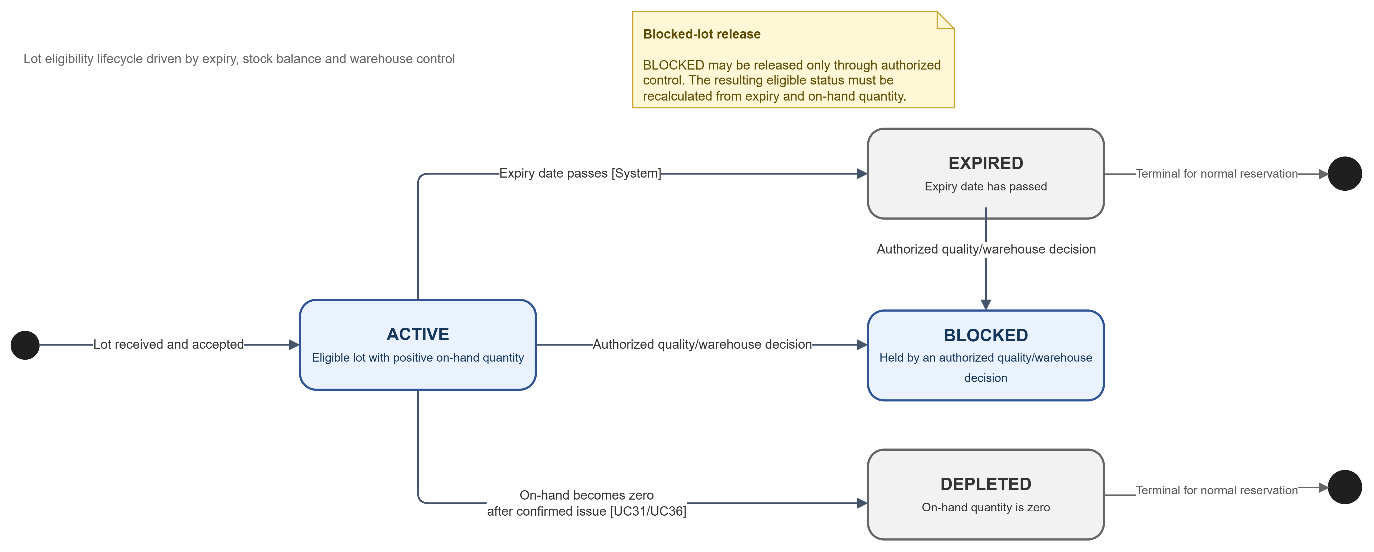 Blocked-lot release
BLOCKED may be released only through authorized
control. The resulting eligible status must be
recalculated from expiry and on-hand quantity.
Lot eligibility lifecycle driven by expiry, stock balance and warehouse control
EXPIRED
Expiry date has passed
Expiry date passes [System]
Terminal for normal reservation
Authorized quality/warehouse decision
Lot received and accepted
ACTIVE
Eligible lot with positive on-hand quantity
Authorized quality/warehouse decision
BLOCKED
Held by an authorized quality/warehouse
decision
On-hand becomes zero
after confirmed issue [UC31/UC36]
DEPLETED
On-hand quantity is zero
Terminal for normal reservation